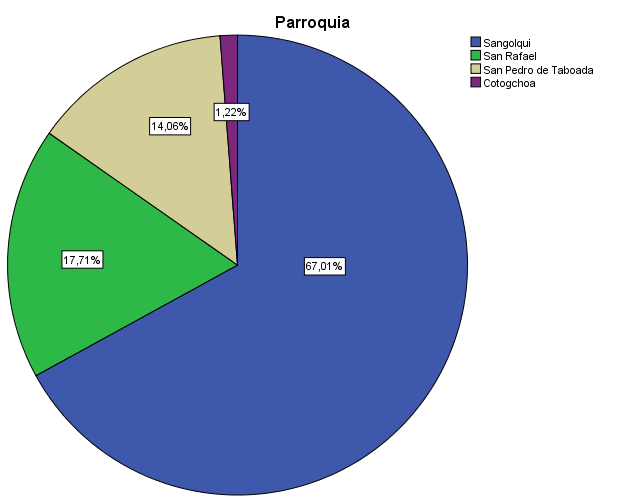 Parroquia
Sangolqui
San Rafael
San Pedro de Taboada
Cotogchoa
1,22%
14,06%
17,71%
67,01%